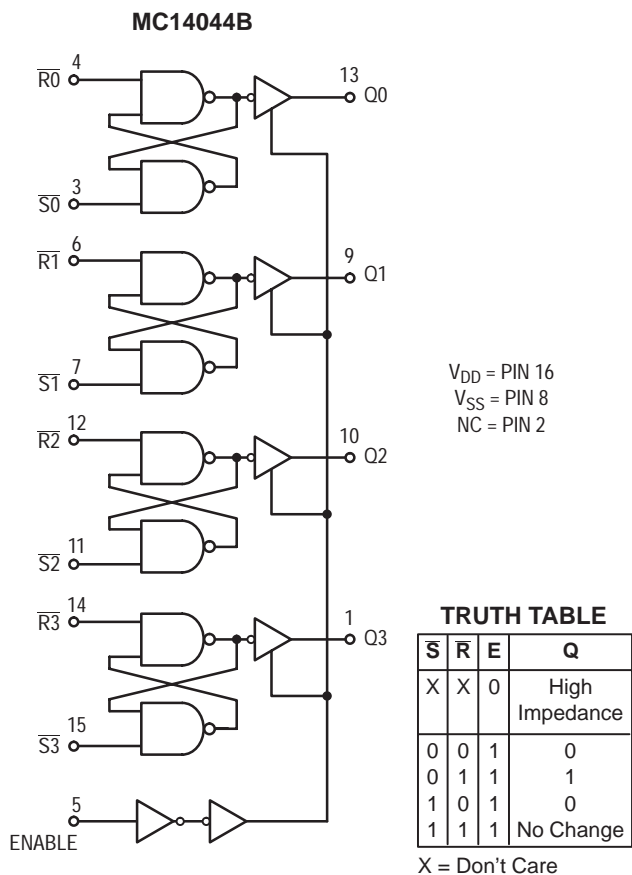 MC14044B
R0 4
13 Q0
S0 3
R1 6
9 Q1
S1 7
R2 12
10 Q2
S2 11
R3 14
1 Q3
S3 15
5
ENABLE
VDD = PIN 16
VSS = PIN 8
NC = PIN 2
TRUTH TABLE
S̅ R̅ E Q
X X 0 High
Impedance
0 0 1 0
0 1 1 1
1 0 1 0
1 1 1 No Change
X = Don't Care